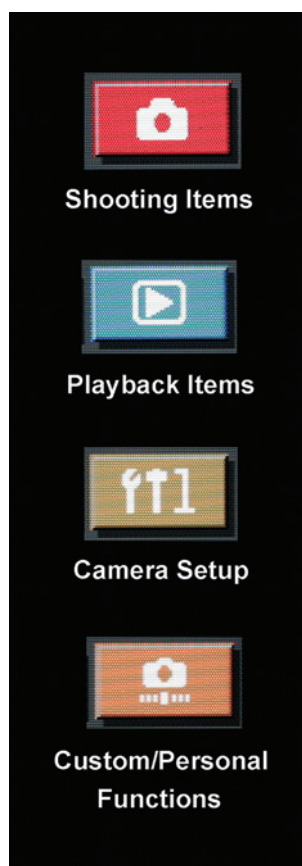 Shooting Items
Playback Items
Camera Setup
Custom/Personal
Functions